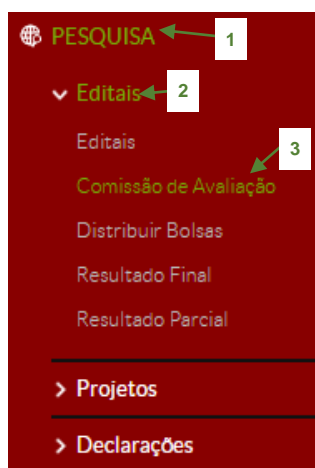 PESQUISA 1
Editais 2
Editais
3
Comissão de Avaliação
Distribuir Bolsas
Resultado Final
Resultado Parcial
Projetos
Declarações